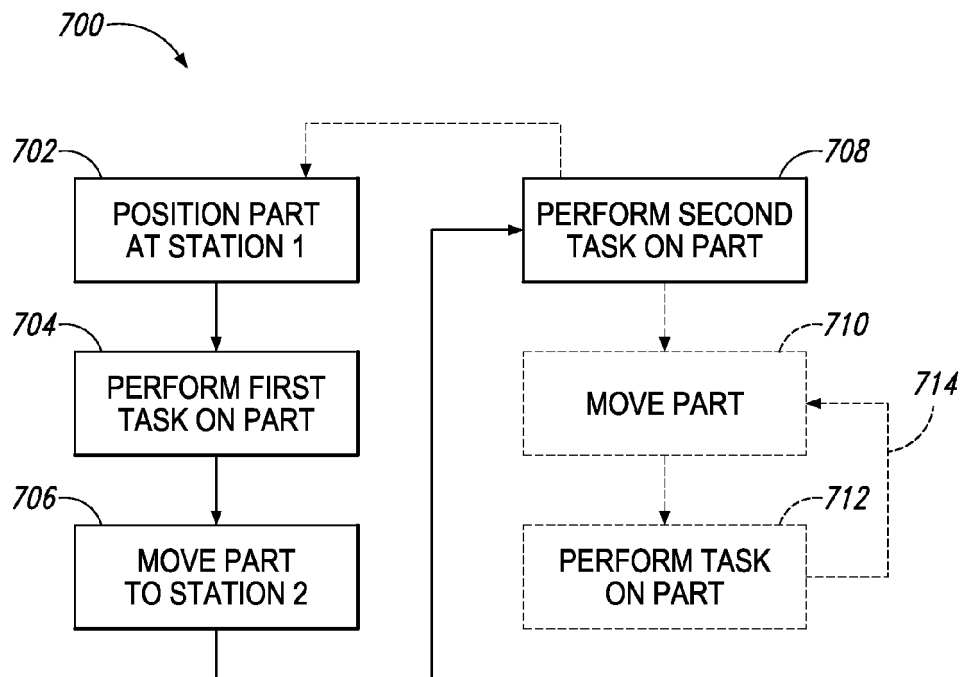 700
702
POSITION PART
AT STATION 1
704
PERFORM FIRST
TASK ON PART
706
MOVE PART
TO STATION 2
708
PERFORM SECOND
TASK ON PART
710
MOVE PART
714
712
PERFORM TASK
ON PART